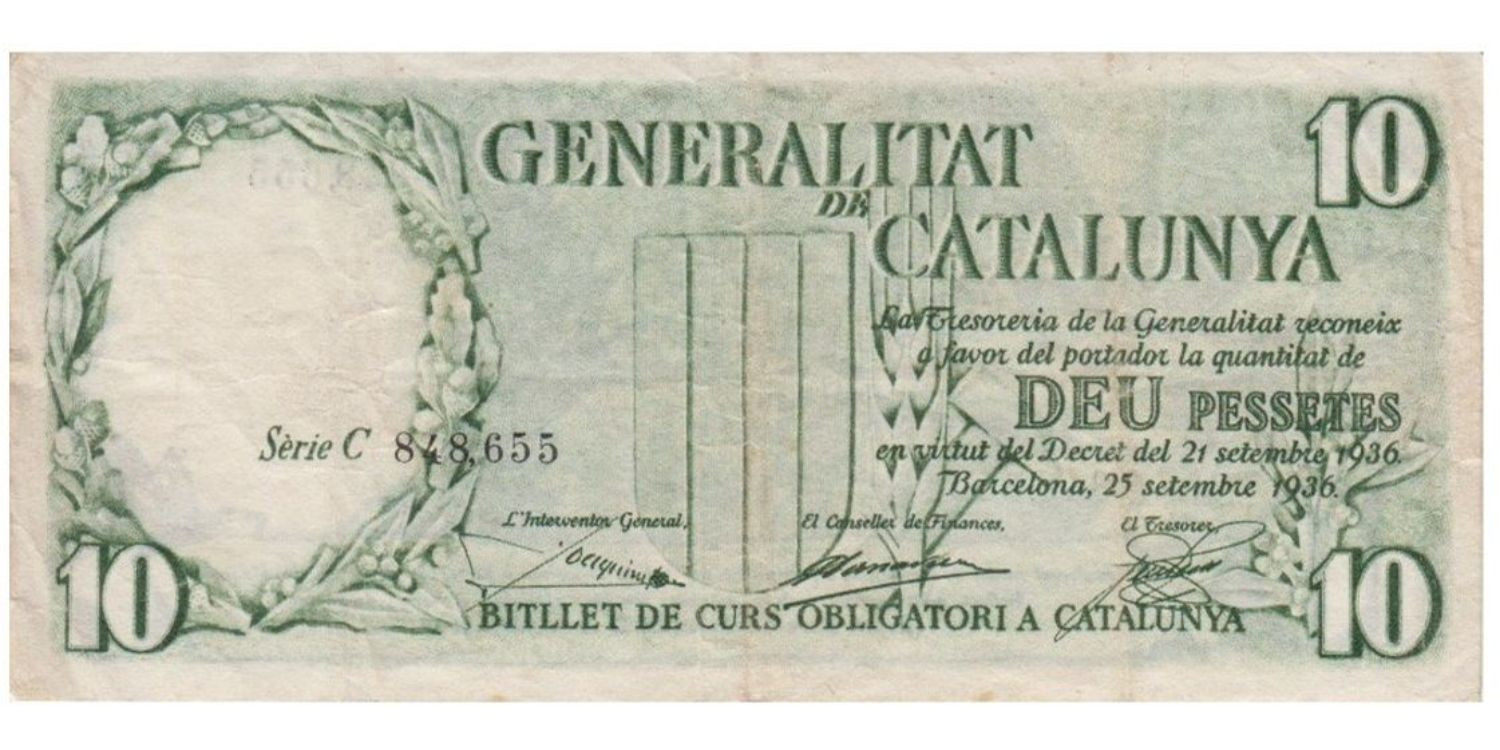 10
GENERALITAT
DE
CATALUNYA
La Tresoreria de la Generalitat reconeix
a favor del portador la quantitat de
DEU PESSETES
en virtut del Decret del 21 setembre 1936.
Barcelona, 25 setembre 1936.
Sèrie C 848,655
L'Interventor General, El Conseller de Finances, El Tresorer,
BITLLET DE CURS OBLIGATORI A CATALUNYA
10 10